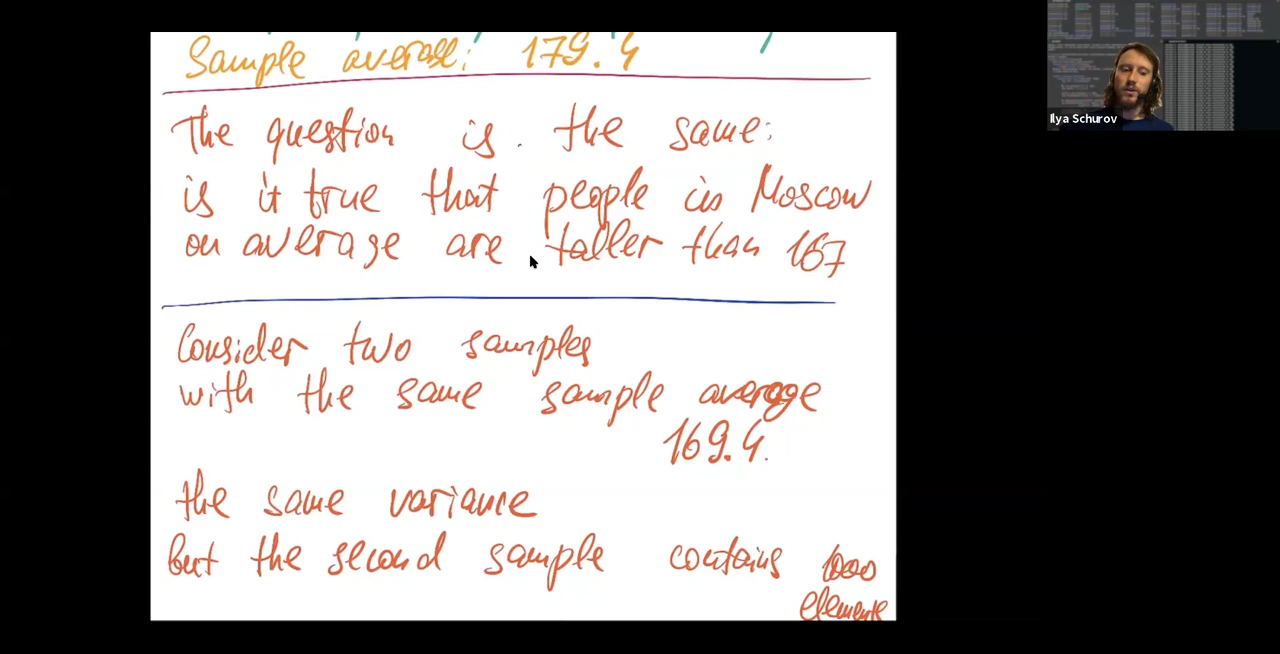 Sample average: 179.4
The question is the same:
is it true that people in Moscow
on average are taller than 167
Consider two samples
with the same sample average
169.4.
the same variance
but the second sample contains 1000
elements
Ilya Schurov